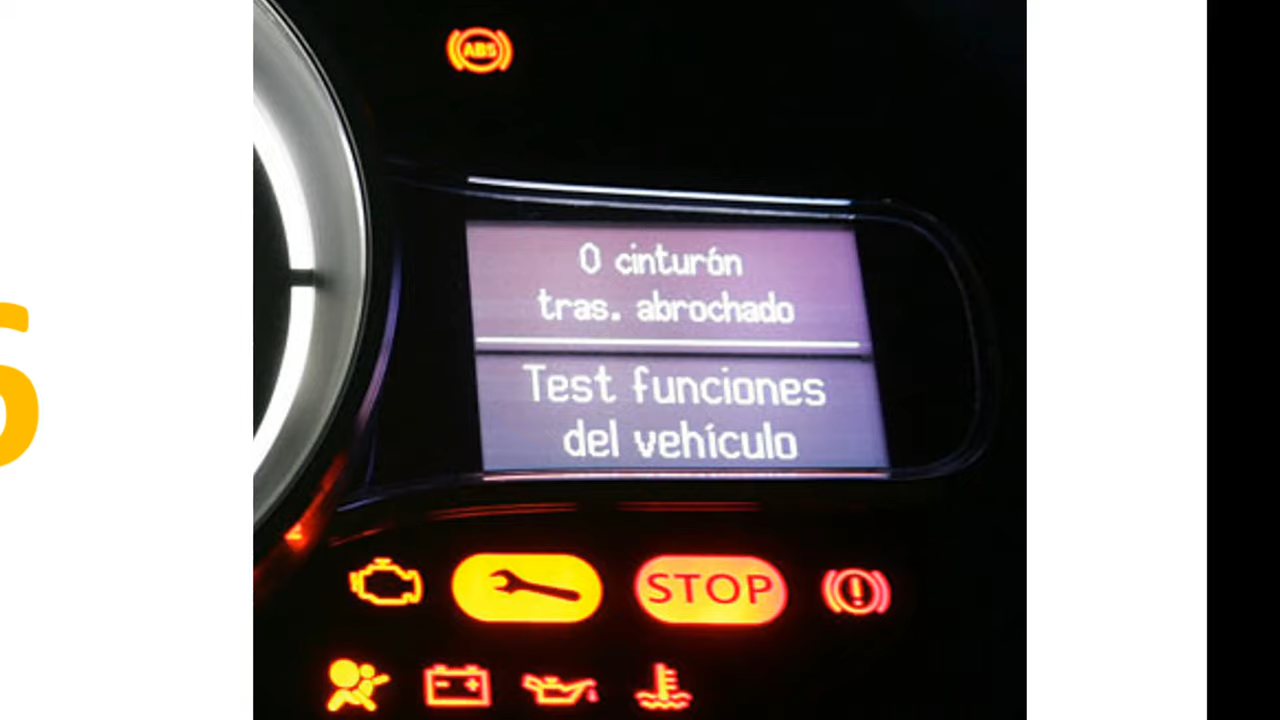 ABS
0 cinturón
tras. abrochado
Test funciones
del vehículo
STOP